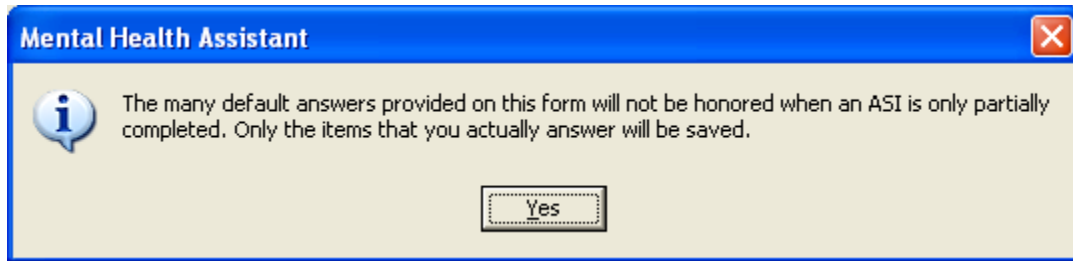 Mental Health Assistant
The many default answers provided on this form will not be honored when an ASI is only partially
completed. Only the items that you actually answer will be saved.
Yes